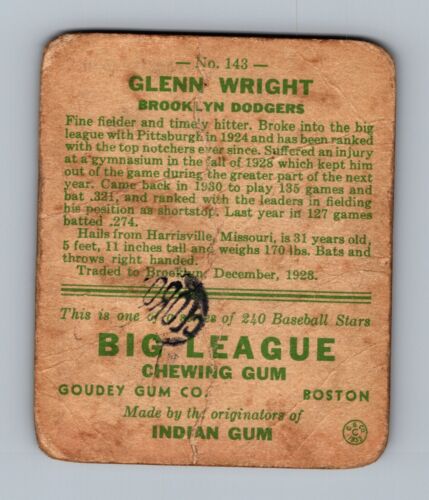 — No. 143 —
GLENN WRIGHT
BROOKLYN DODGERS
Fine fielder and timely hitter. Broke into the big
league with Pittsburgh in 1924 and has been ranked
with the top notchers ever since. Suffered an injury
at a gymnasium in the fall of 1928 which kept him
out of the game during the greater part of the next
year. Came back in 1930 to play 135 games and
bat .321, and ranked with the leaders in fielding
his position as shortstop. Last year in 127 games
batted .274.
Hails from Harrisville, Missouri, is 31 years old,
5 feet, 11 inches tall and weighs 170 lbs. Bats and
throws right handed.
Traded to Brooklyn, December, 1928.
This is one of a series of 240 Baseball Stars
BIG LEAGUE
CHEWING GUM
GOUDEY GUM CO. BOSTON
Made by the originators of
INDIAN GUM